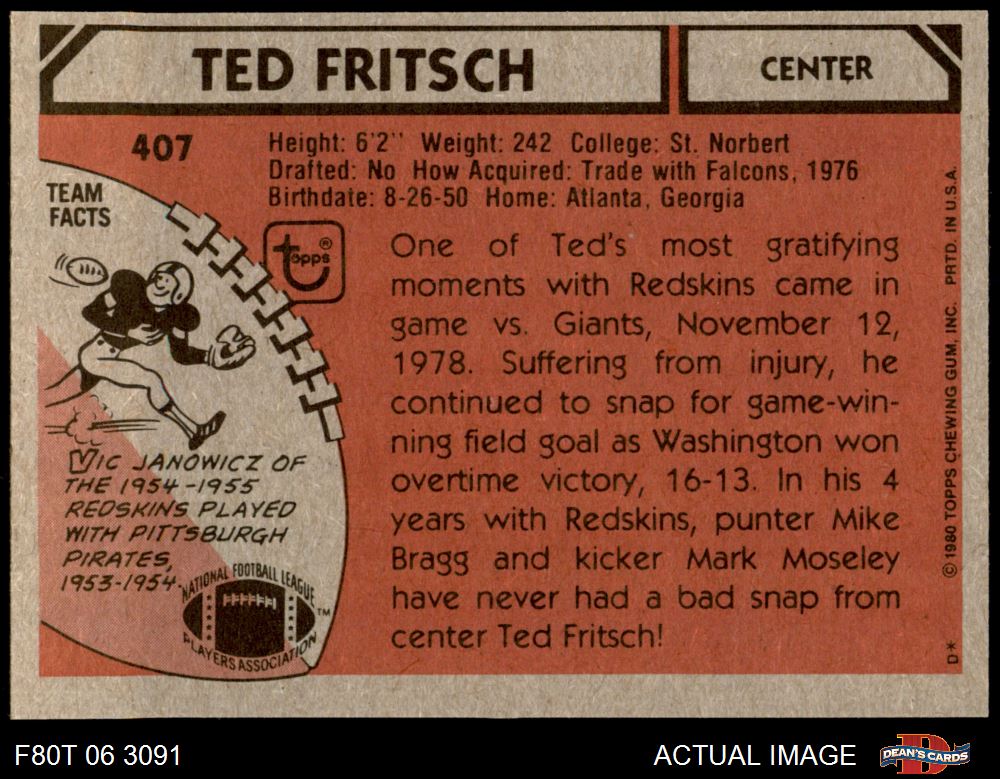 TED FRITSCH
CENTER
407
Height: 6'2" Weight: 242 College: St. Norbert
Drafted: No How Acquired: Trade with Falcons, 1976
Birthdate: 8-26-50 Home: Atlanta, Georgia
TEAM
FACTS
topps®
One of Ted's most gratifying
moments with Redskins came in
game vs. Giants, November 12,
1978. Suffering from injury, he
continued to snap for game-win-
ning field goal as Washington won
overtime victory, 16-13. In his 4
years with Redskins, punter Mike
Bragg and kicker Mark Moseley
have never had a bad snap from
center Ted Fritsch!
VIC JANOWICZ OF
THE 1954-1955
REDSKINS PLAYED
WITH PITTSBURGH
PIRATES,
1953-1954.
NATIONAL FOOTBALL LEAGUE
PLAYERS ASSOCIATION
TM
©1980 TOPPS CHEWING GUM, INC. PRTD. IN U.S.A.
D*
F80T 06 3091
ACTUAL IMAGE
D
DEAN'S CARDS